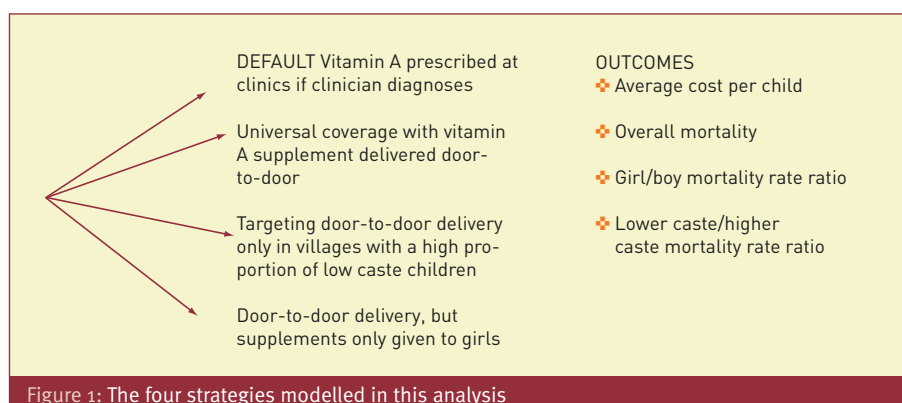 DEFAULT Vitamin A prescribed at
clinics if clinician diagnoses
Universal coverage with vitamin
A supplement delivered door-
to-door
Targeting door-to-door delivery
only in villages with a high pro-
portion of low caste children
Door-to-door delivery, but
supplements only given to girls
OUTCOMES
Average cost per child
Overall mortality
Girl/boy mortality rate ratio
Lower caste/higher
caste mortality rate ratio
Figure 1: The four strategies modelled in this analysis